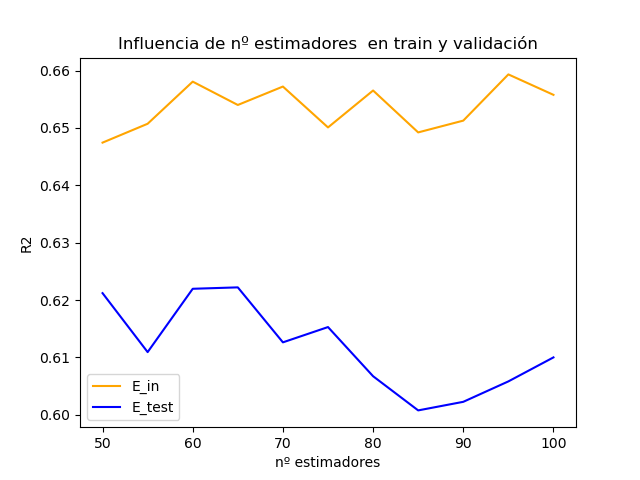 Influencia de nº estimadores  en train y validación
R2
0.66
0.65
0.64
0.63
0.62
0.61
0.60
E_in
E_test
50 60 70 80 90 100
nº estimadores